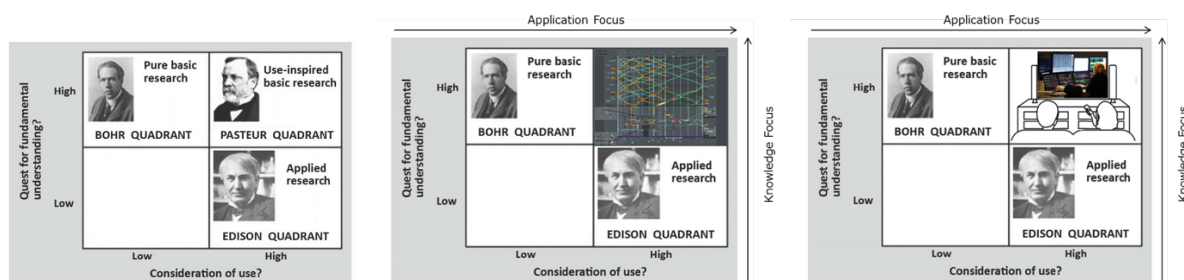 Quest for fundamental
understanding?
High
Low
Pure basic
research
BOHR QUADRANT
Use-inspired
basic research
PASTEUR QUADRANT
Applied
research
EDISON QUADRANT
Low
High
Consideration of use?
Application Focus
Quest for fundamental
understanding?
High
Low
Pure basic
research
BOHR QUADRANT
Applied
research
EDISON QUADRANT
Low
High
Consideration of use?
Knowledge Focus
Application Focus
Quest for fundamental
understanding?
High
Low
Pure basic
research
BOHR QUADRANT
Applied
research
EDISON QUADRANT
Low
High
Consideration of use?
Knowledge Focus